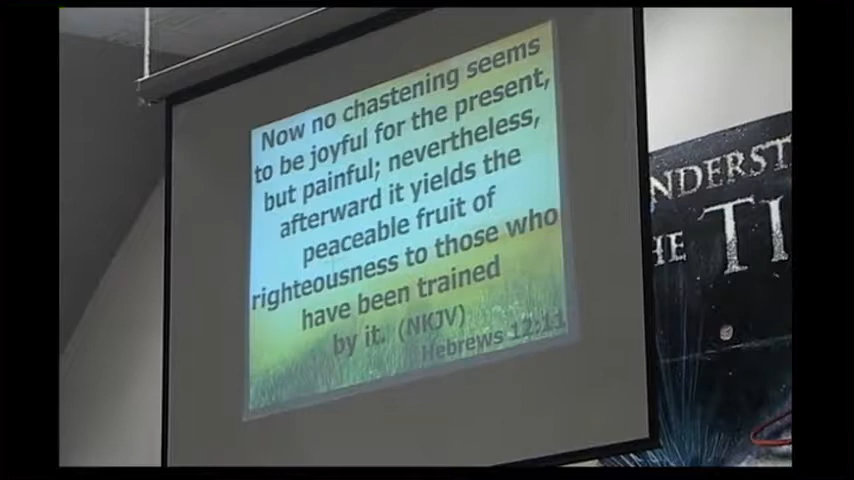 Now no chastening seems
to be joyful for the present,
but painful; nevertheless,
afterward it yields the
peaceable fruit of
righteousness to those who
have been trained
by it. (NKJV)
Hebrews 12:11
NDERST
HE TI